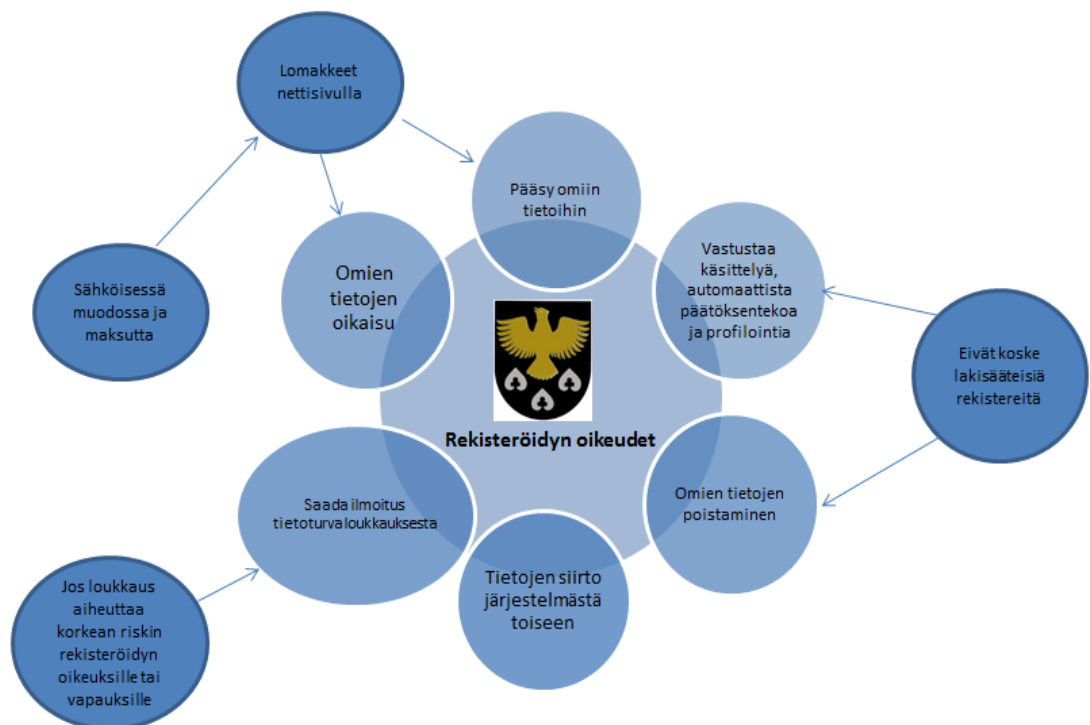 Lomakkeet
nettisivulla
Pääsy omiin
tietoihin
Vastustaa
käsittelyä,
automaattista
päätöksentekoa
ja profilointia
Omien
tietojen
oikaisu
Sähköisessä
muodossa ja
maksutta
Eivät koske
lakisääteisiä
rekistereitä
Rekisteröidyn oikeudet
Omien tietojen
poistaminen
Saada ilmoitus
tietoturvaloukkauksesta
Tietojen siirto
järjestelmästä
toiseen
Jos loukkaus
aiheuttaa
korkean riskin
rekisteröidyn
oikeuksille tai
vapauksille